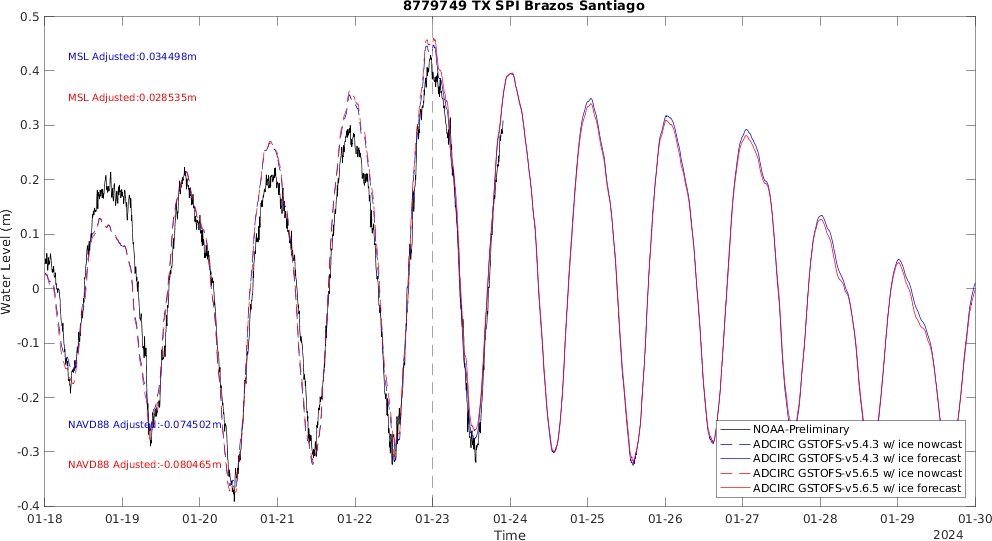 8779749 TX SPI Brazos Santiago
0.5
MSL Adjusted:0.034498m
0.4
MSL Adjusted:0.028535m
0.3
0.2
0.1
0
-0.1
-0.2
NAVD88 Adjusted:-0.074502m
-0.3
NAVD88 Adjusted:-0.080465m
-0.4
Water Level (m)
NOAA-Preliminary
ADCIRC GSTOFS-v5.4.3 w/ ice nowcast
ADCIRC GSTOFS-v5.4.3 w/ ice forecast
ADCIRC GSTOFS-v5.6.5 w/ ice nowcast
ADCIRC GSTOFS-v5.6.5 w/ ice forecast
01-18 01-19 01-20 01-21 01-22 01-23 01-24 01-25 01-26 01-27 01-28 01-29 01-30
Time
2024